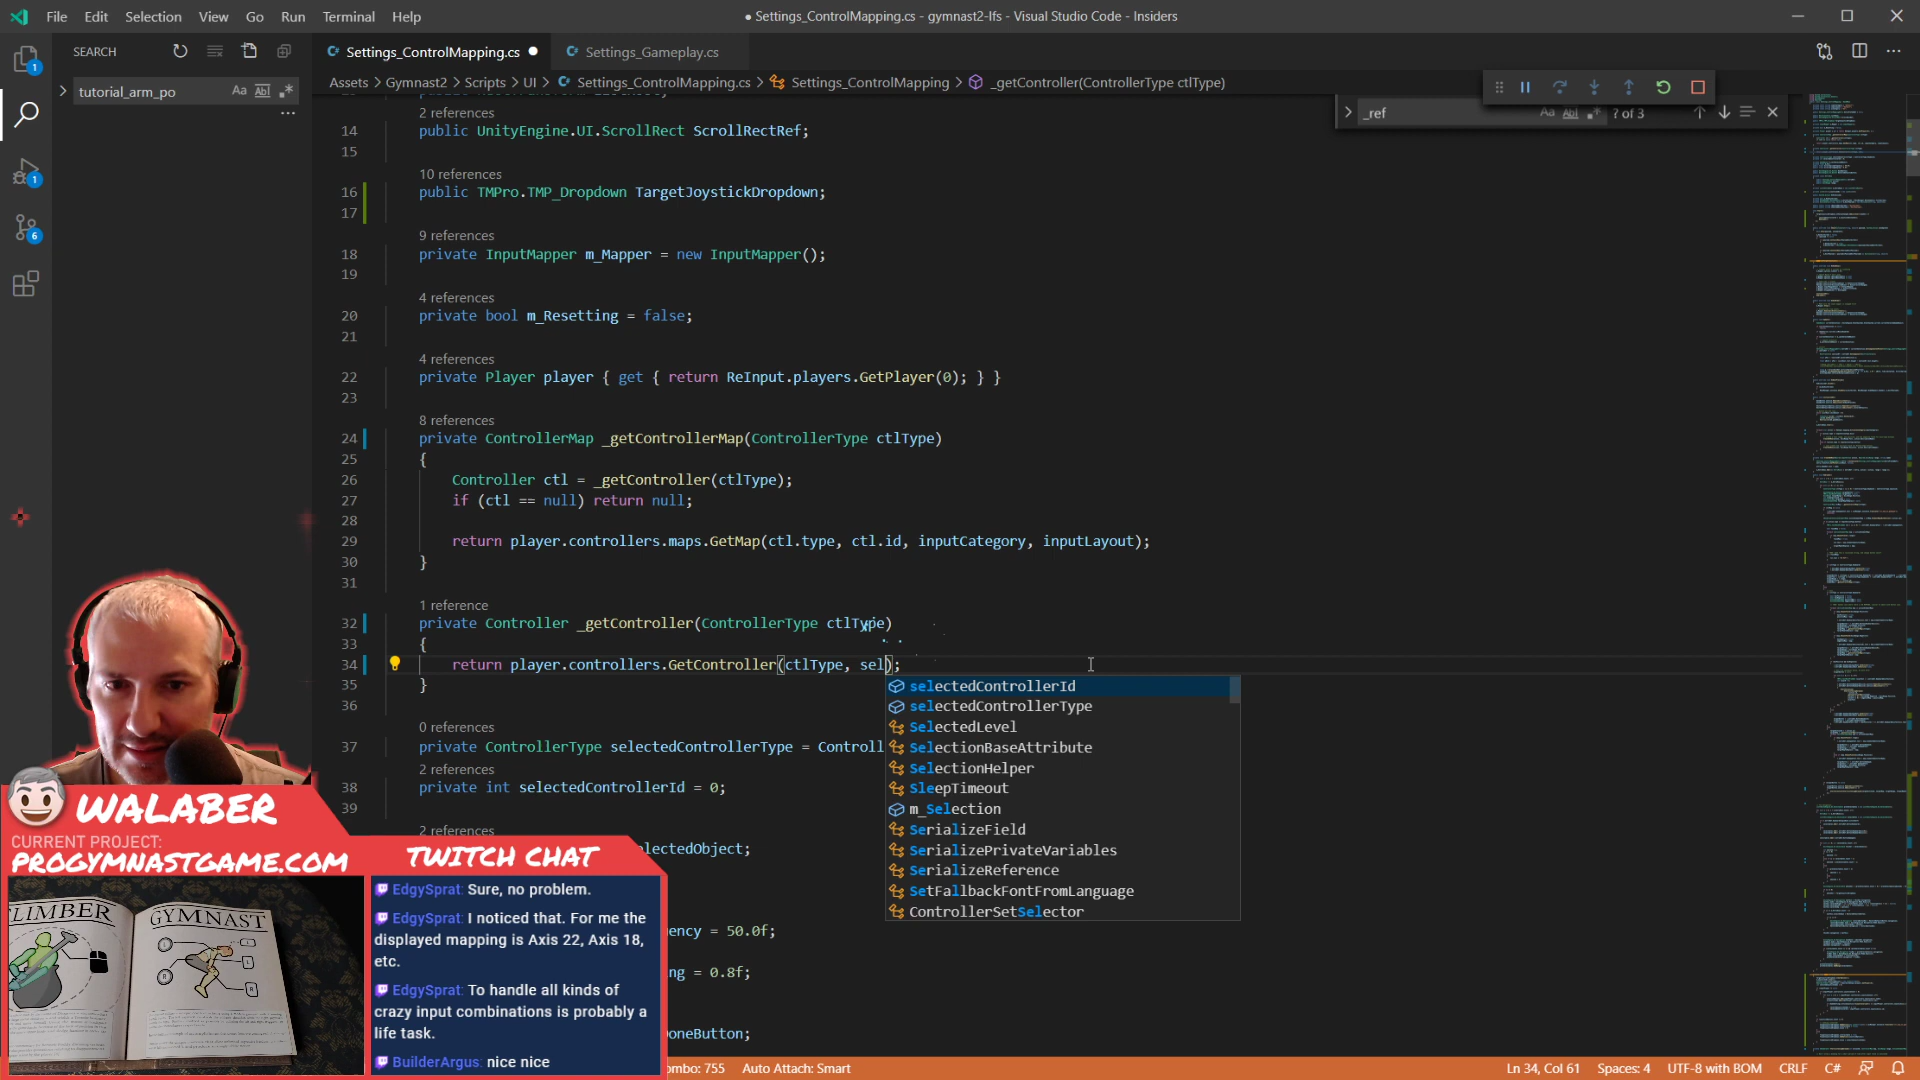 File Edit Selection View Go Run Terminal Help
● Settings_ControlMapping.cs - gymnast2-lfs - Visual Studio Code - Insiders
SEARCH
Settings_ControlMapping.cs
Settings_Gameplay.cs
tutorial_arm_po
Assets > Gymnast2 > Scripts > UI > Settings_ControlMapping.cs > Settings_ControlMapping > _getController(ControllerType ctlType)
_ref
? of 3
2 references
14 public UnityEngine.UI.ScrollRect ScrollRectRef;
15
10 references
16 public TMPro.TMP_Dropdown TargetJoystickDropdown;
17
9 references
18 private InputMapper m_Mapper = new InputMapper();
19
4 references
20 private bool m_Resetting = false;
21
4 references
22 private Player player { get { return ReInput.players.GetPlayer(0); } }
23
8 references
24 private ControllerMap _getControllerMap(ControllerType ctlType)
25 {
26 Controller ctl = _getController(ctlType);
27 if (ctl == null) return null;
28
29 return player.controllers.maps.GetMap(ctl.type, ctl.id, inputCategory, inputLayout);
30 }
31
1 reference
32 private Controller _getController(ControllerType ctlType)
33 {
34 return player.controllers.GetController(ctlType, sel);
35 }
36
0 references
37 private ControllerType selectedControllerType = Controll
2 references
38 private int selectedControllerId = 0;
39
2 references
lectedObject;
ency = 50.0f;
ng = 0.8f;
oneButton;
selectedControllerId
selectedControllerType
SelectedLevel
SelectionBaseAttribute
SelectionHelper
SleepTimeout
m_Selection
SerializeField
SerializePrivateVariables
SerializeReference
SetFallbackFontFromLanguage
ControllerSetSelector
WALABER
CURRENT PROJECT:
PROGYMNASTGAME.COM
TWITCH CHAT
EdgySprat: Sure, no problem.
EdgySprat: I noticed that. For me the
displayed mapping is Axis 22, Axis 18,
etc.
EdgySprat: To handle all kinds of
crazy input combinations is probably a
life task.
BuilderArgus: nice nice
CLIMBER
GYMNAST
ombo: 755 Auto Attach: Smart
Ln 34, Col 61 Spaces: 4 UTF-8 with BOM CRLF C#